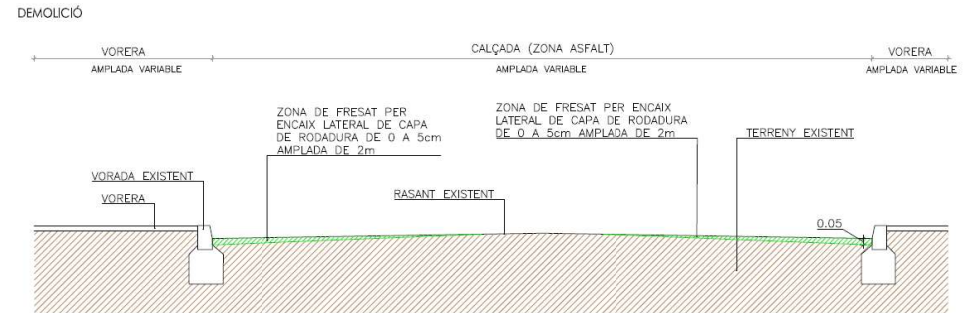 DEMOLICIÓ
VORERA
CALÇADA (ZONA ASFALT)
VORERA
AMPLADA VARIABLE
AMPLADA VARIABLE
AMPLADA VARIABLE
ZONA DE FRESAT PER
ENCAIX LATERAL DE CAPA
DE RODADURA DE 0 A 5cm
AMPLADA DE 2m
ZONA DE FRESAT PER ENCAIX
LATERAL DE CAPA DE RODADURA
DE 0 A 5cm AMPLADA DE 2m
TERRENY EXISTENT
VORADA EXISTENT
VORERA
RASANT EXISTENT
0.05